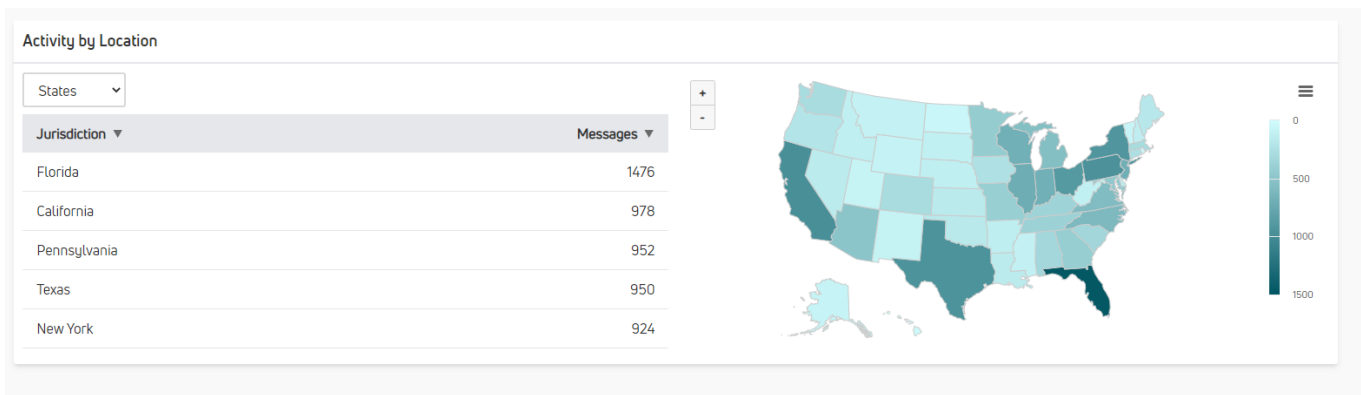 Activity by Location
States
Jurisdiction ▼ Messages ▼
Florida 1476
California 978
Pennsylvania 952
Texas 950
New York 924
+
-
0
500
1000
1500